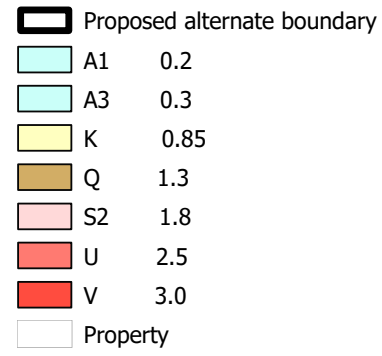 Proposed alternate boundary
A1 0.2
A3 0.3
K 0.85
Q 1.3
S2 1.8
U 2.5
V 3.0
Property